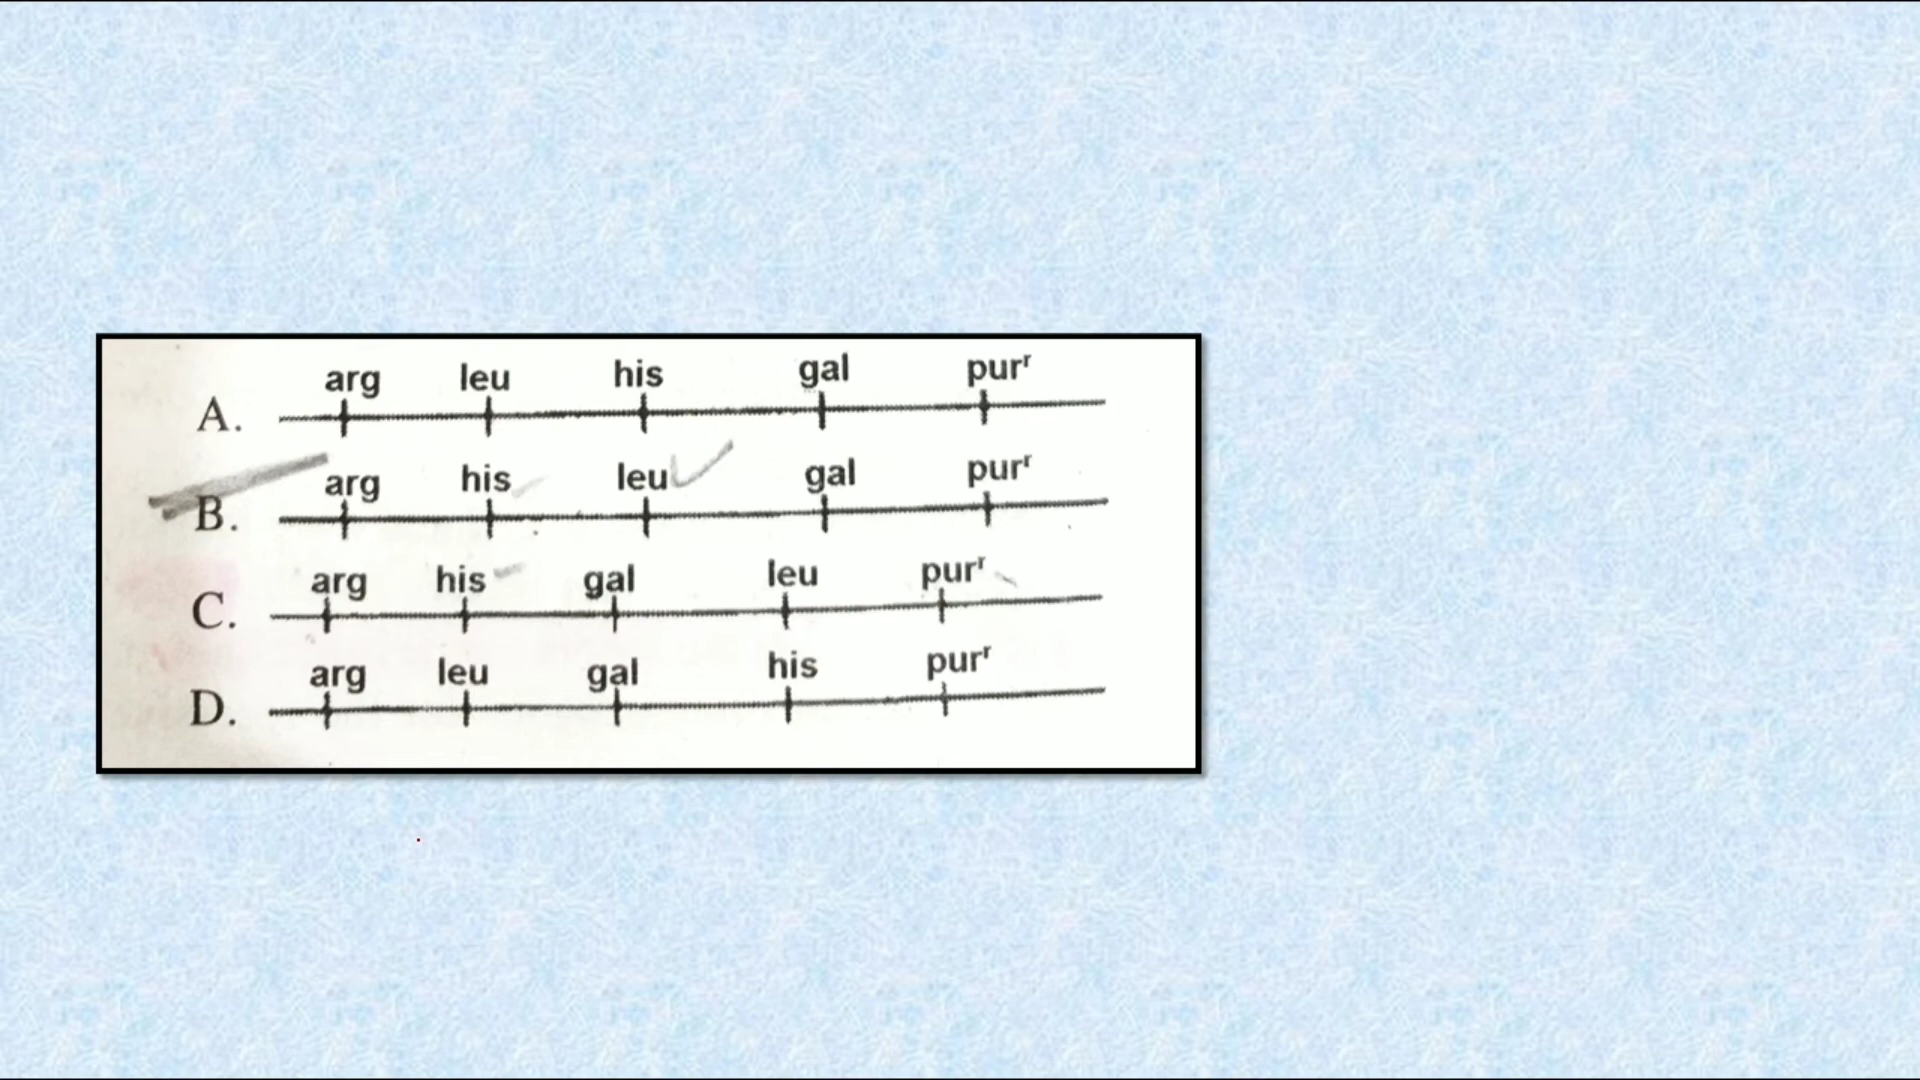 A. arg leu his gal purʳ
B. arg his leu gal purʳ
C. arg his gal leu purʳ
D. arg leu gal his purʳ